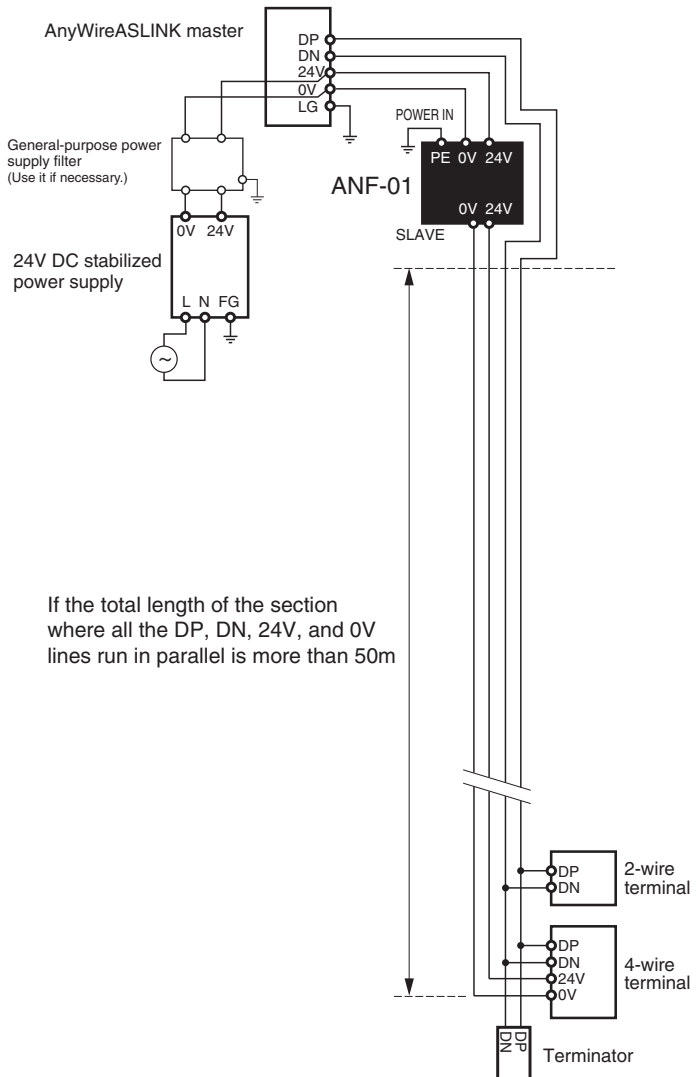 AnyWireASLINK master
DP
DN
24V
0V
LG
General-purpose power
supply filter
(Use it if necessary.)
POWER IN
PE 0V 24V
ANF-01
0V 24V
SLAVE
0V 24V
24V DC stabilized
power supply
L N FG
~
If the total length of the section
where all the DP, DN, 24V, and 0V
lines run in parallel is more than 50m
DP
DN
2-wire
terminal
DP
DN
24V
0V
4-wire
terminal
DN
DP
Terminator